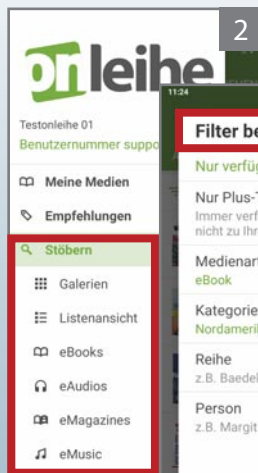 2
onleihe
11:24
Testonleihe 01
Benutzernummer suppo
Meine Medien
Empfehlungen
Stöbern
Galerien
Listenansicht
eBooks
eAudios
eMagazines
eMusic
Filter be
Nur verfüg
Nur Plus-T
Immer verf
nicht zu Ihr
Medienart
eBook
Kategorie
Nordameril
Reihe
z.B. Baedel
Person
z.B. Margit